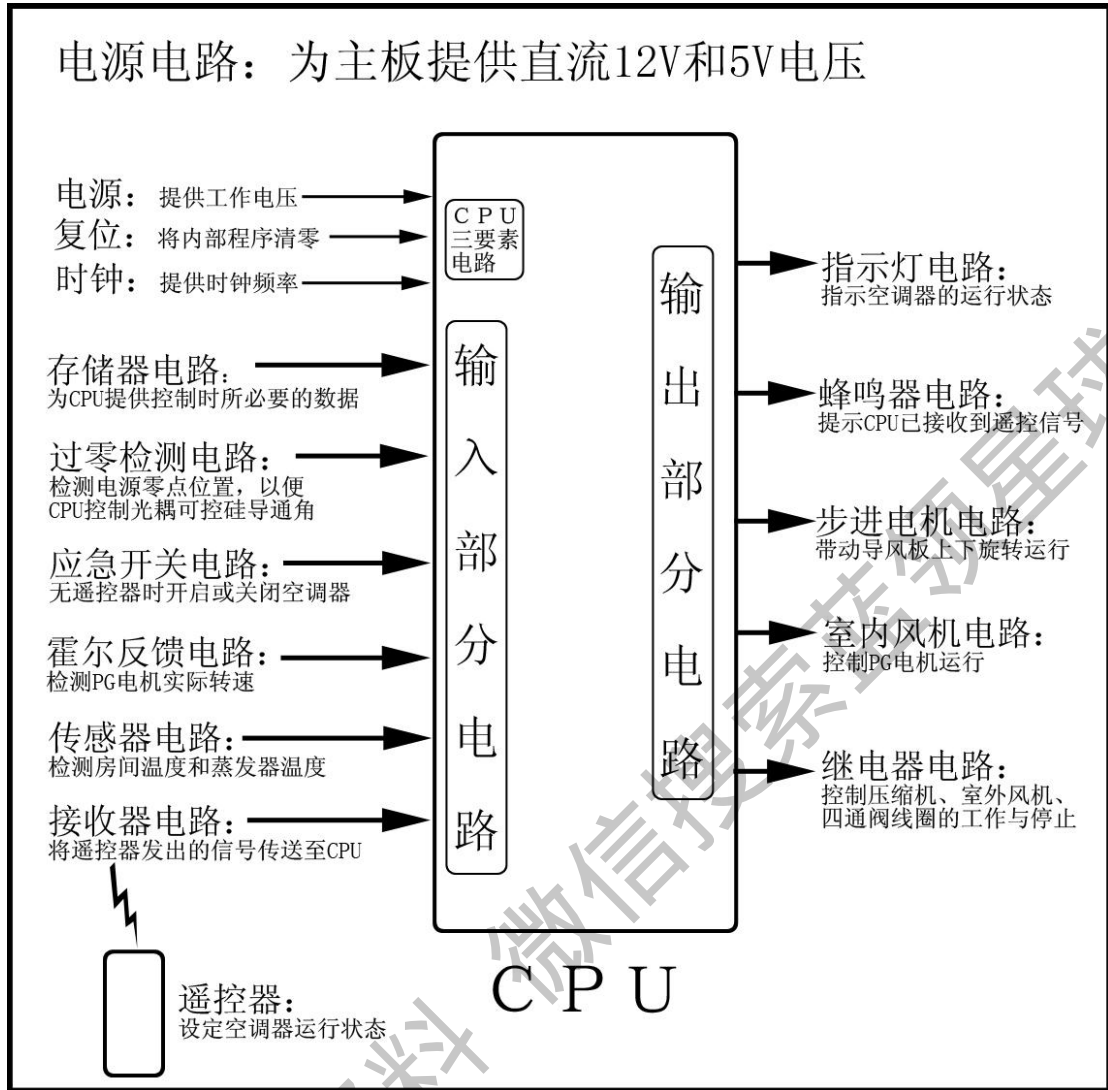 电源电路：为主板提供直流12V和5V电压
电源：提供工作电压
复位：将内部程序清零
时钟：提供时钟频率
CPU
三要素
电路
存储器电路：
为CPU提供控制时所必要的数据
过零检测电路：
检测电源零点位置，以便
CPU控制光耦可控硅导通角
应急开关电路：
无遥控器时开启或关闭空调器
霍尔反馈电路：
检测PG电机实际转速
传感器电路：
检测房间温度和蒸发器温度
接收器电路：
将遥控器发出的信号传送至CPU
遥控器：
设定空调器运行状态
输入部分电路
输出部分电路
指示灯电路：
指示空调器的运行状态
蜂鸣器电路：
提示CPU已接收到遥控信号
步进电机电路：
带动导风板上下旋转运行
室内风机电路：
控制PG电机运行
继电器电路：
控制压缩机、室外风机、
四通阀线圈的工作与停止
CPU
料 微信搜索蓝领星球